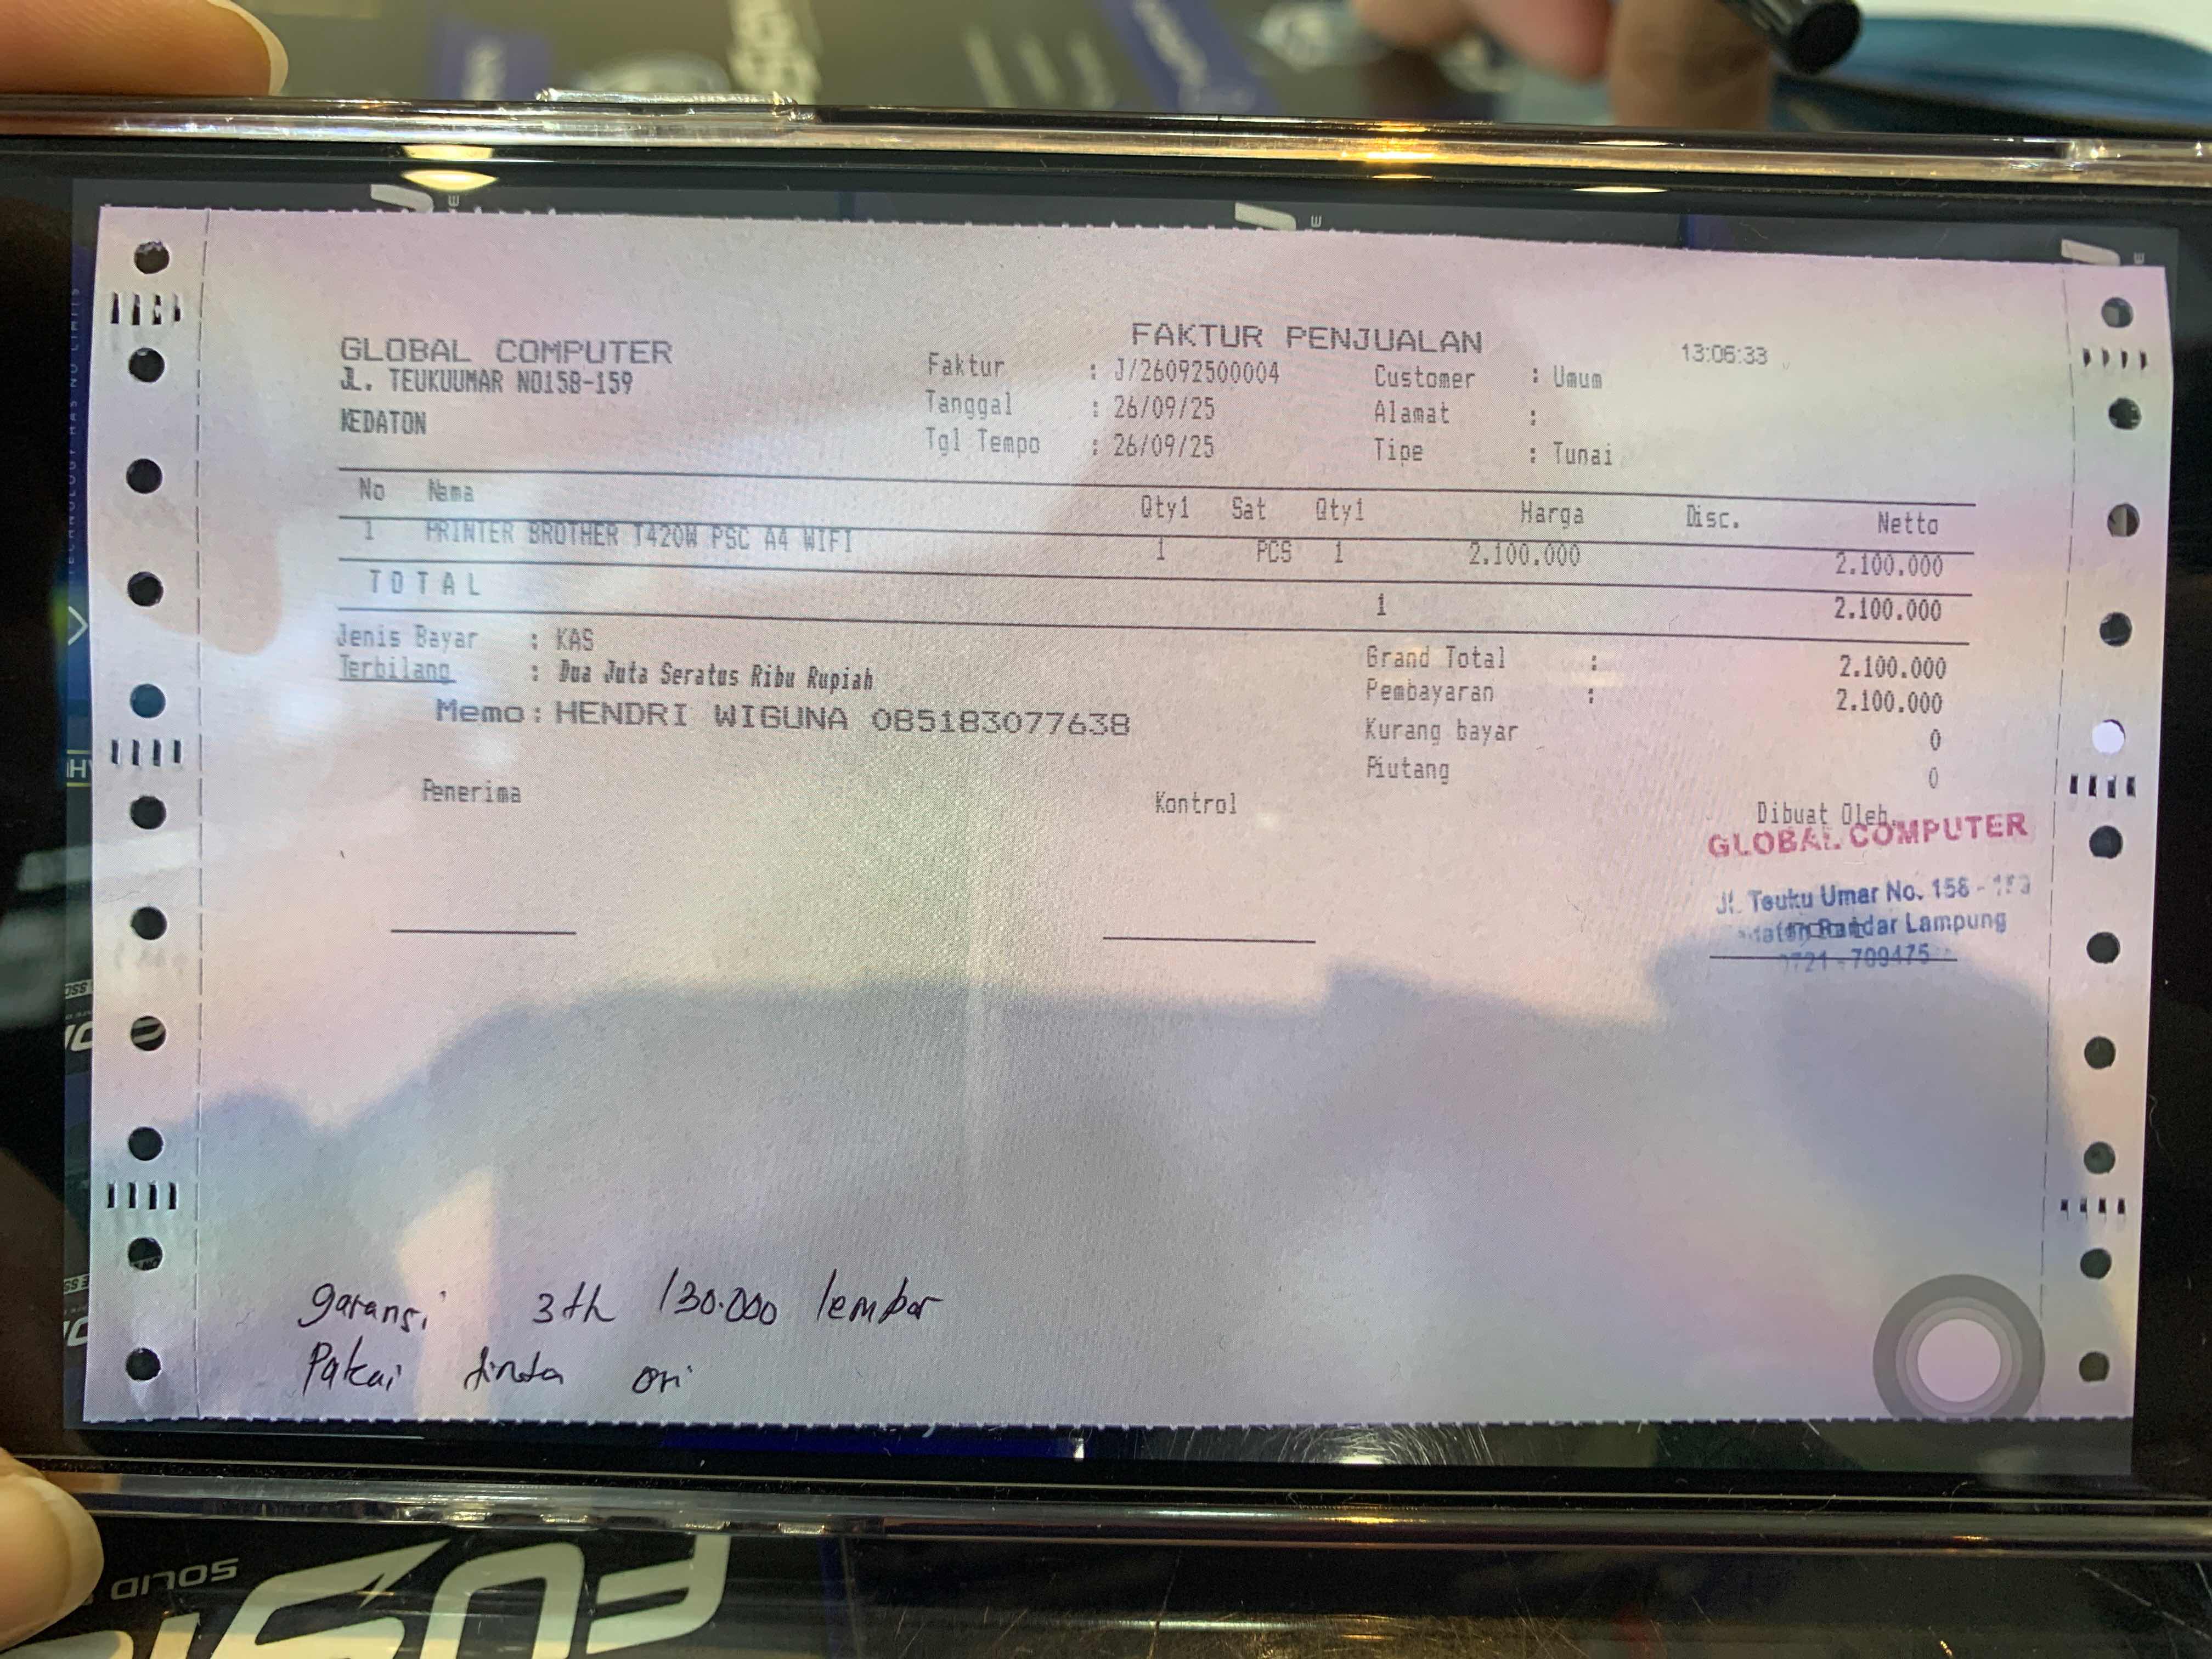 FAKTUR PENJUALAN
13:06:33
GLOBAL COMPUTER
JL. TEUKUUMAR NO158-159
KEDATON
Faktur : J/26092500004
Tanggal : 26/09/25
Tgl Tempo : 26/09/25
Customer : Umum
Alamat :
Tipe : Tunai
No Nama Qty1 Sat Qty1 Harga Disc. Netto
1 PRINTER BROTHER T420W PSC A4 WIFI 1 PCS 1 2.100.000 2.100.000
TOTAL 1 2.100.000
Jenis Bayar : KAS
Terbilang : Dua Juta Seratus Ribu Rupiah
Memo : HENDRI WIGUNA 085183077638
Grand Total : 2.100.000
Pembayaran : 2.100.000
Kurang bayar 0
Piutang 0
Penerima
Kontrol
Dibuat Oleh,
GLOBAL COMPUTER
Jl. Teuku Umar No. 158 -
Bandar Lampung
0721 - 709475
garansi 3th /30.000 lembar
Pakai tinta ori
SOLID